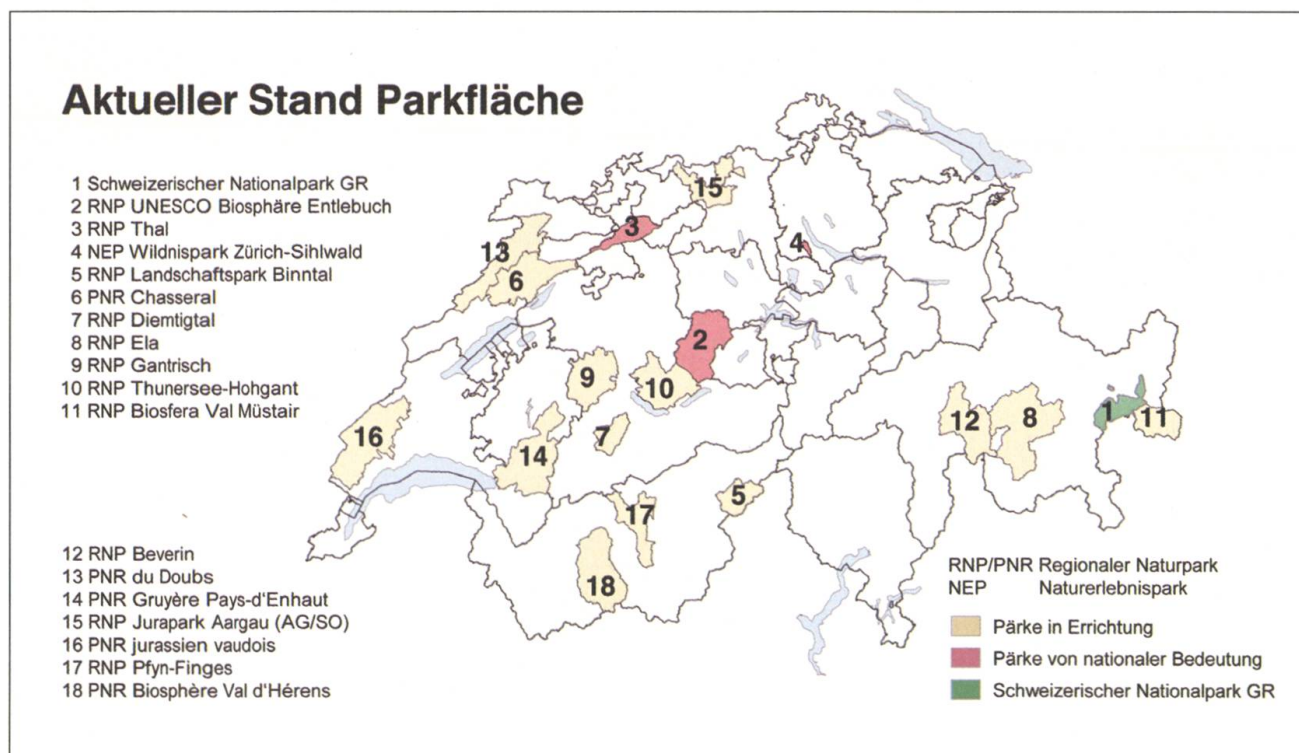 Aktueller Stand Parkfläche
1 Schweizerischer Nationalpark GR
2 RNP UNESCO Biosphäre Entlebuch
3 RNP Thal
4 NEP Wildnispark Zürich-Sihlwald
5 RNP Landschaftspark Binntal
6 PNR Chasseral
7 RNP Diemtigtal
8 RNP Ela
9 RNP Gantrisch
10 RNP Thunersee-Hohgant
11 RNP Biosfera Val Müstair
12 RNP Beverin
13 PNR du Doubs
14 PNR Gruyère Pays-d'Enhaut
15 RNP Jurapark Aargau (AG/SO)
16 PNR jurassien vaudois
17 RNP Pfyn-Finges
18 PNR Biosphère Val d'Hérens
15
3
13
4
6
2
9
10
12
8
1
11
16
7
14
5
17
18
RNP/PNR Regionaler Naturpark
NEP Naturerlebnispark
Pärke in Errichtung
Pärke von nationaler Bedeutung
Schweizerischer Nationalpark GR